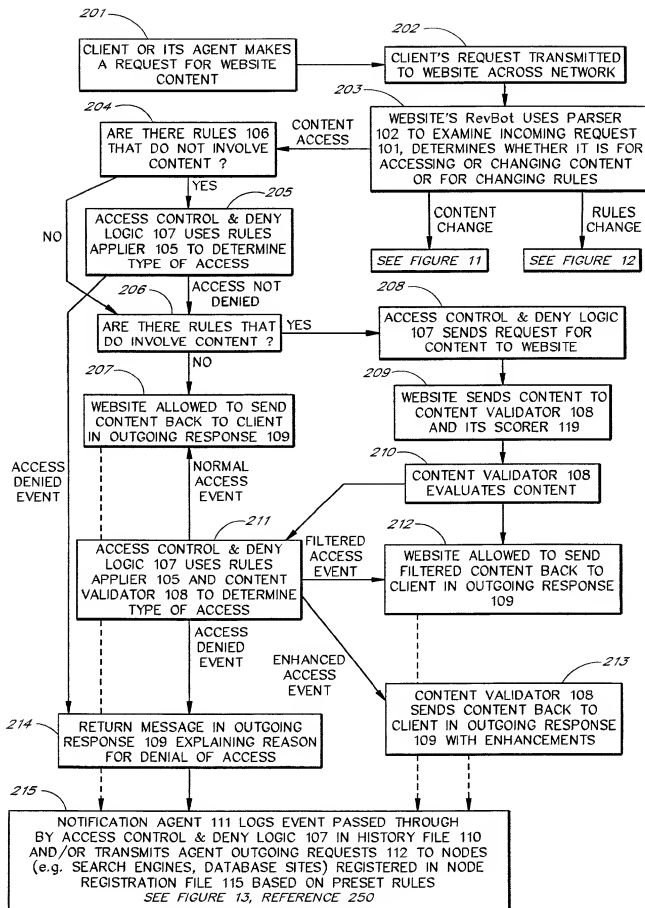 201
CLIENT OR ITS AGENT MAKES
A REQUEST FOR WEBSITE
CONTENT
202
CLIENT'S REQUEST TRANSMITTED
TO WEBSITE ACROSS NETWORK
203
WEBSITE'S RevBot USES PARSER
102 TO EXAMINE INCOMING REQUEST
101, DETERMINES WHETHER IT IS FOR
ACCESSING OR CHANGING CONTENT
OR FOR CHANGING RULES
CONTENT
ACCESS
204
ARE THERE RULES 106
THAT DO NOT INVOLVE
CONTENT ?
YES
NO
CONTENT
CHANGE
RULES
CHANGE
SEE FIGURE 11
SEE FIGURE 12
205
ACCESS CONTROL & DENY
LOGIC 107 USES RULES
APPLIER 105 TO DETERMINE
TYPE OF ACCESS
ACCESS NOT
DENIED
206
ARE THERE RULES THAT
DO INVOLVE CONTENT ?
YES
NO
208
ACCESS CONTROL & DENY LOGIC
107 SENDS REQUEST FOR
CONTENT TO WEBSITE
207
WEBSITE ALLOWED TO SEND
CONTENT BACK TO CLIENT
IN OUTGOING RESPONSE 109
209
WEBSITE SENDS CONTENT TO
CONTENT VALIDATOR 108
AND ITS SCORER 119
ACCESS
DENIED
EVENT
NORMAL
ACCESS
EVENT
210
CONTENT VALIDATOR 108
EVALUATES CONTENT
211
ACCESS CONTROL & DENY
LOGIC 107 USES RULES
APPLIER 105 AND CONTENT
VALIDATOR 108 TO DETERMINE
TYPE OF ACCESS
FILTERED
ACCESS
EVENT
212
WEBSITE ALLOWED TO SEND
FILTERED CONTENT BACK TO
CLIENT IN OUTGOING RESPONSE
109
ACCESS
DENIED
EVENT
ENHANCED
ACCESS
EVENT
213
CONTENT VALIDATOR 108
SENDS CONTENT BACK TO
CLIENT IN OUTGOING RESPONSE
109 WITH ENHANCEMENTS
214
RETURN MESSAGE IN OUTGOING
RESPONSE 109 EXPLAINING REASON
FOR DENIAL OF ACCESS
215
NOTIFICATION AGENT 111 LOGS EVENT PASSED THROUGH
BY ACCESS CONTROL & DENY LOGIC 107 IN HISTORY FILE 110
AND/OR TRANSMITS AGENT OUTGOING REQUESTS 112 TO NODES
(e.g. SEARCH ENGINES, DATABASE SITES) REGISTERED IN NODE
REGISTRATION FILE 115 BASED ON PRESET RULES
SEE FIGURE 13, REFERENCE 250